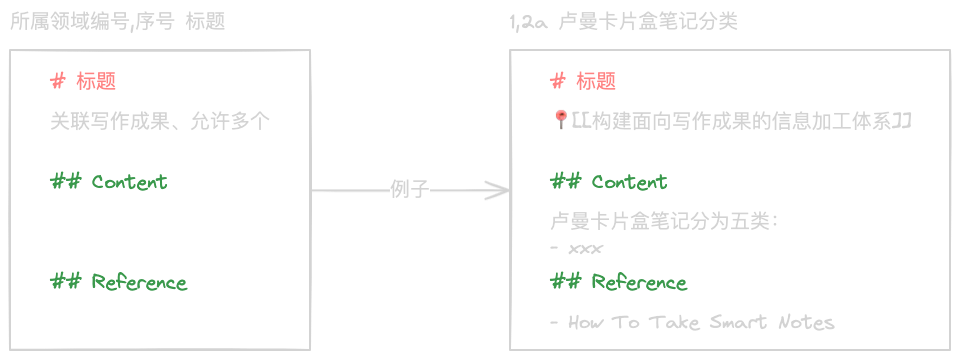 所属领域编号,序号 标题
# 标题
关联写作成果、允许多个
## Content
## Reference
例子
1,2a 卢曼卡片盒笔记分类
# 标题
📍[[构建面向写作成果的信息加工体系]]
## Content
卢曼卡片盒笔记分为五类:
- xxx
## Reference
- How To Take Smart Notes